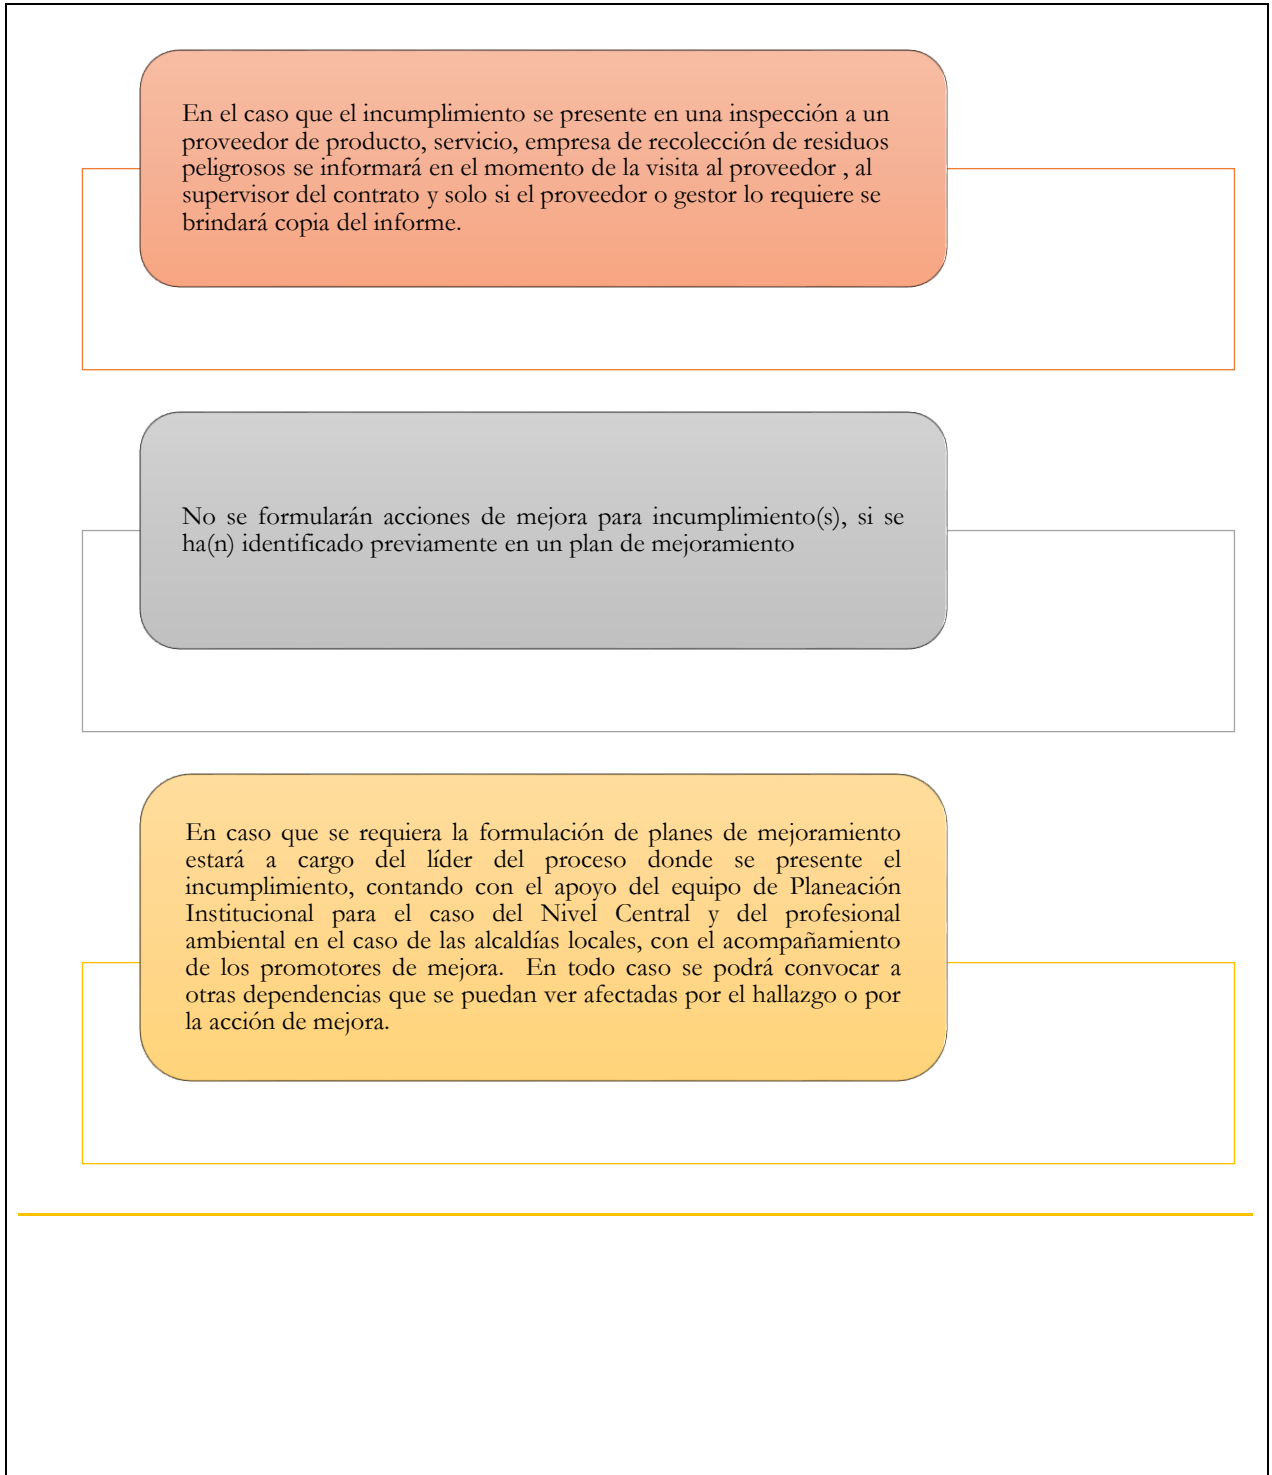 En el caso que el incumplimiento se presente en una inspección a un
proveedor de producto, servicio, empresa de recolección de residuos
peligrosos se informará en el momento de la visita al proveedor , al
supervisor del contrato y solo si el proveedor o gestor lo requiere se
brindará copia del informe.
No se formularán acciones de mejora para incumplimiento(s), si se
ha(n) identificado previamente en un plan de mejoramiento
En caso que se requiera la formulación de planes de mejoramiento
estará a cargo del líder del proceso donde se presente el
incumplimiento, contando con el apoyo del equipo de Planeación
Institucional para el caso del Nivel Central y del profesional
ambiental en el caso de las alcaldías locales, con el acompañamiento
de los promotores de mejora. En todo caso se podrá convocar a
otras dependencias que se puedan ver afectadas por el hallazgo o por
la acción de mejora.